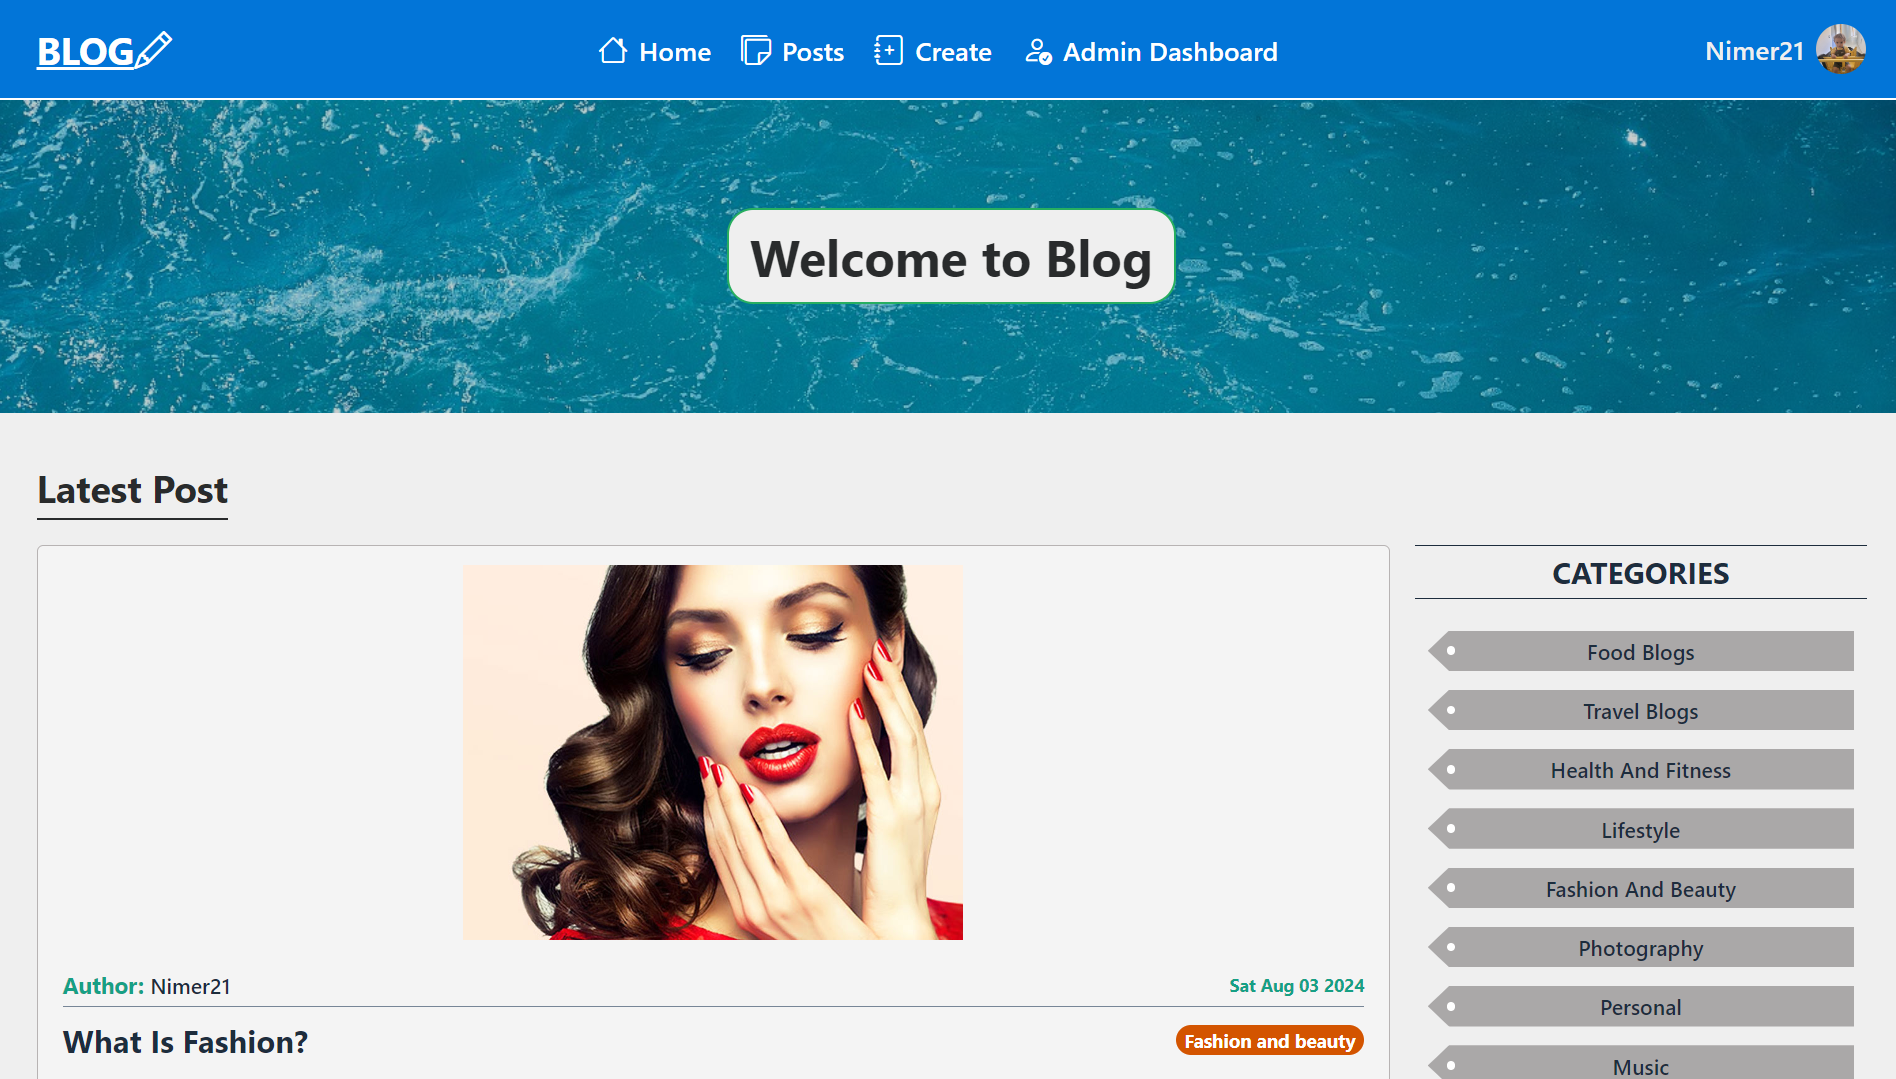 BLOG
Home
Posts
Create
Admin Dashboard
Nimer21
Welcome to Blog
Latest Post
Author: Nimer21
Sat Aug 03 2024
What Is Fashion?
Fashion and beauty
CATEGORIES
Food Blogs
Travel Blogs
Health And Fitness
Lifestyle
Fashion And Beauty
Photography
Personal
Music